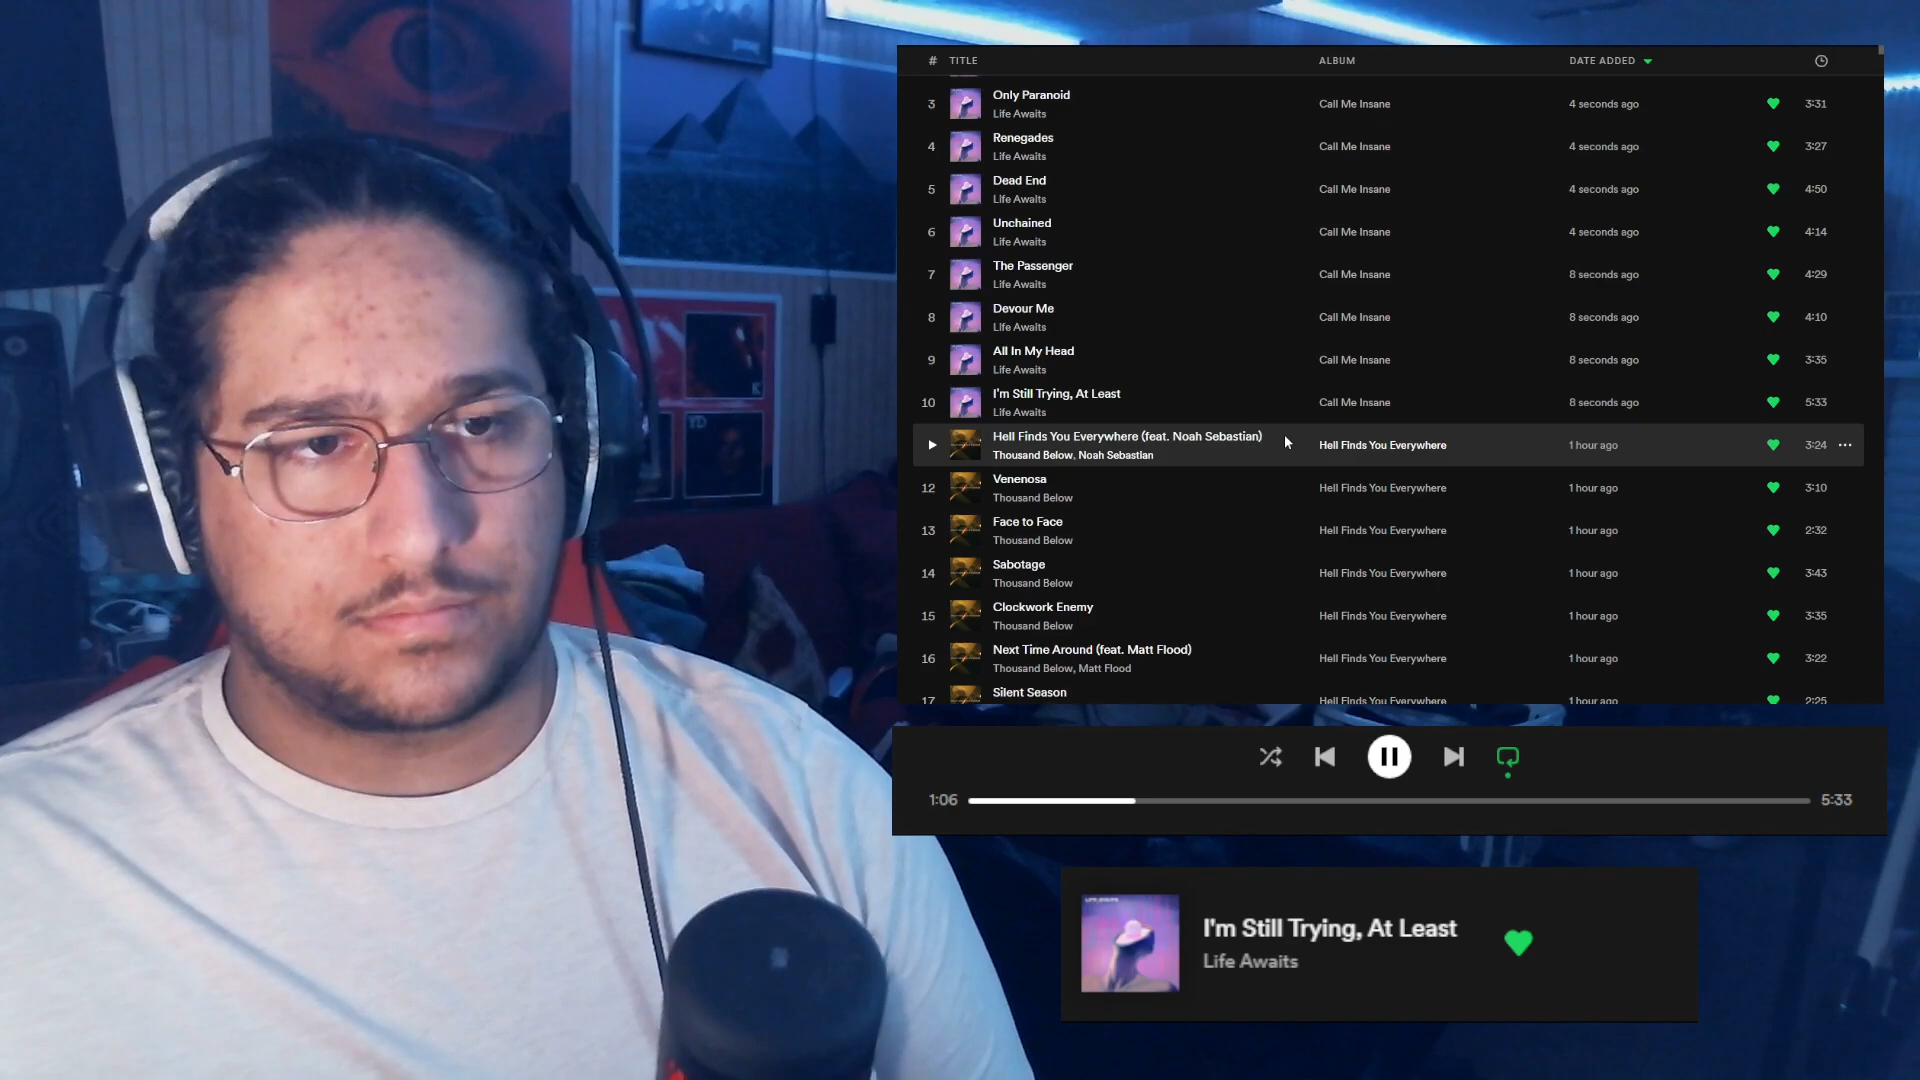 # TITLE ALBUM DATE ADDED
3 Only Paranoid Call Me Insane 4 seconds ago 3:31
Life Awaits
4 Renegades Call Me Insane 4 seconds ago 3:27
Life Awaits
5 Dead End Call Me Insane 4 seconds ago 4:50
Life Awaits
6 Unchained Call Me Insane 4 seconds ago 4:14
Life Awaits
7 The Passenger Call Me Insane 8 seconds ago 4:29
Life Awaits
8 Devour Me Call Me Insane 8 seconds ago 4:10
Life Awaits
9 All In My Head Call Me Insane 8 seconds ago 3:35
Life Awaits
10 I'm Still Trying, At Least Call Me Insane 8 seconds ago 5:33
Life Awaits
Hell Finds You Everywhere (feat. Noah Sebastian) Hell Finds You Everywhere 1 hour ago 3:24
Thousand Below, Noah Sebastian
12 Venenosa Hell Finds You Everywhere 1 hour ago 3:10
Thousand Below
13 Face to Face Hell Finds You Everywhere 1 hour ago 2:32
Thousand Below
14 Sabotage Hell Finds You Everywhere 1 hour ago 3:43
Thousand Below
15 Clockwork Enemy Hell Finds You Everywhere 1 hour ago 3:35
Thousand Below
16 Next Time Around (feat. Matt Flood) Hell Finds You Everywhere 1 hour ago 3:22
Thousand Below, Matt Flood
17 Silent Season Hell Finds You Everywhere 1 hour ago 2:25
1:06 5:33
I'm Still Trying, At Least
Life Awaits